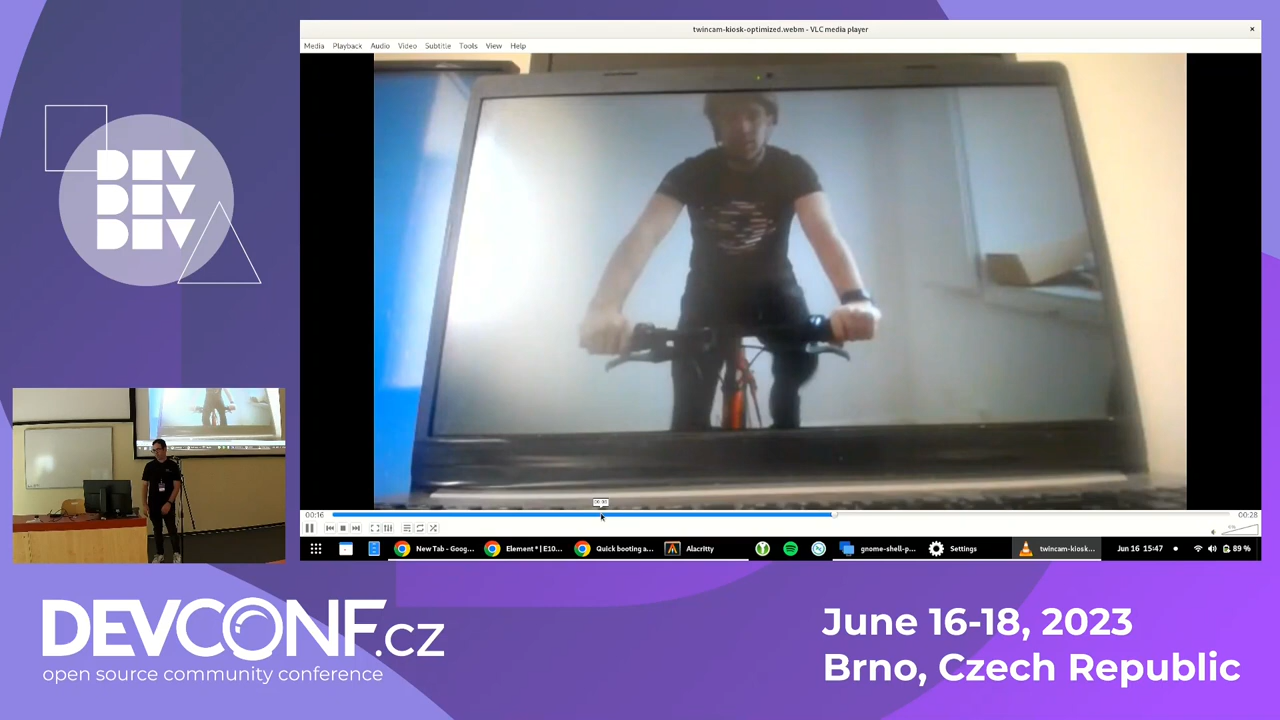 twincam-kiosk-optimized.webm - VLC media player
Media Playback Audio Video Subtitle Tools View Help
DEV
DEV
DEV
00:16
00:28
New Tab - Goog...
Element * | E10...
Quick booting a...
Alacritty
gnome-shell-p...
Settings
twincam-kiosk...
Jun 16 15:47
89 %
DEVCONF.cz
open source community conference
June 16-18, 2023
Brno, Czech Republic